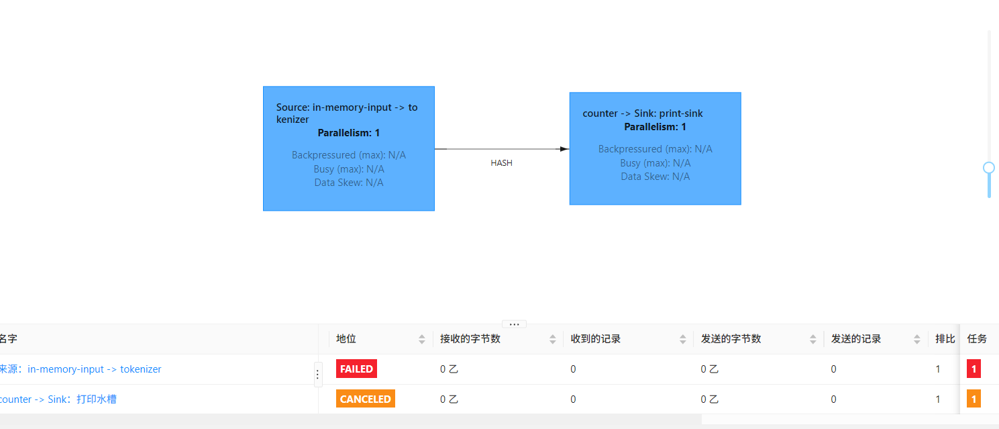 Source: in-memory-input -> to
kenizer
Parallelism: 1
Backpressured (max): N/A
Busy (max): N/A
Data Skew: N/A
HASH
counter -> Sink: print-sink
Parallelism: 1
Backpressured (max): N/A
Busy (max): N/A
Data Skew: N/A
名字 地位 接收的字节数 收到的记录 发送的字节数 发送的记录 排比 任务
来源：in-memory-input -> tokenizer FAILED 0 乙 0 0 乙 0 1 1
counter -> Sink：打印水槽 CANCELED 0 乙 0 0 乙 0 1 1